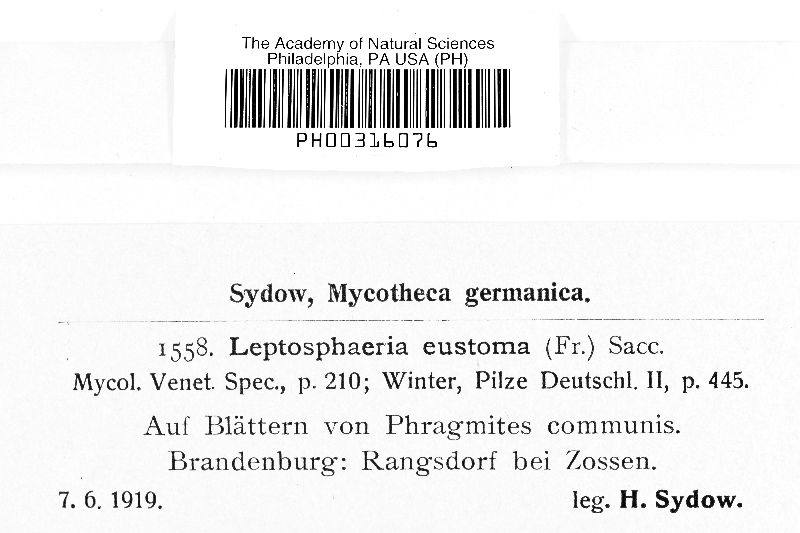 The Academy of Natural Sciences
Philadelphia, PA USA (PH)
PH00316076
Sydow, Mycotheca germanica.
1558. Leptosphaeria eustoma (Fr.) Sacc.
Mycol. Venet. Spec., p. 210; Winter, Pilze Deutschl. II, p. 445.
Auf Blättern von Phragmites communis.
Brandenburg: Rangsdorf bei Zossen.
7. 6. 1919. leg. H. Sydow.